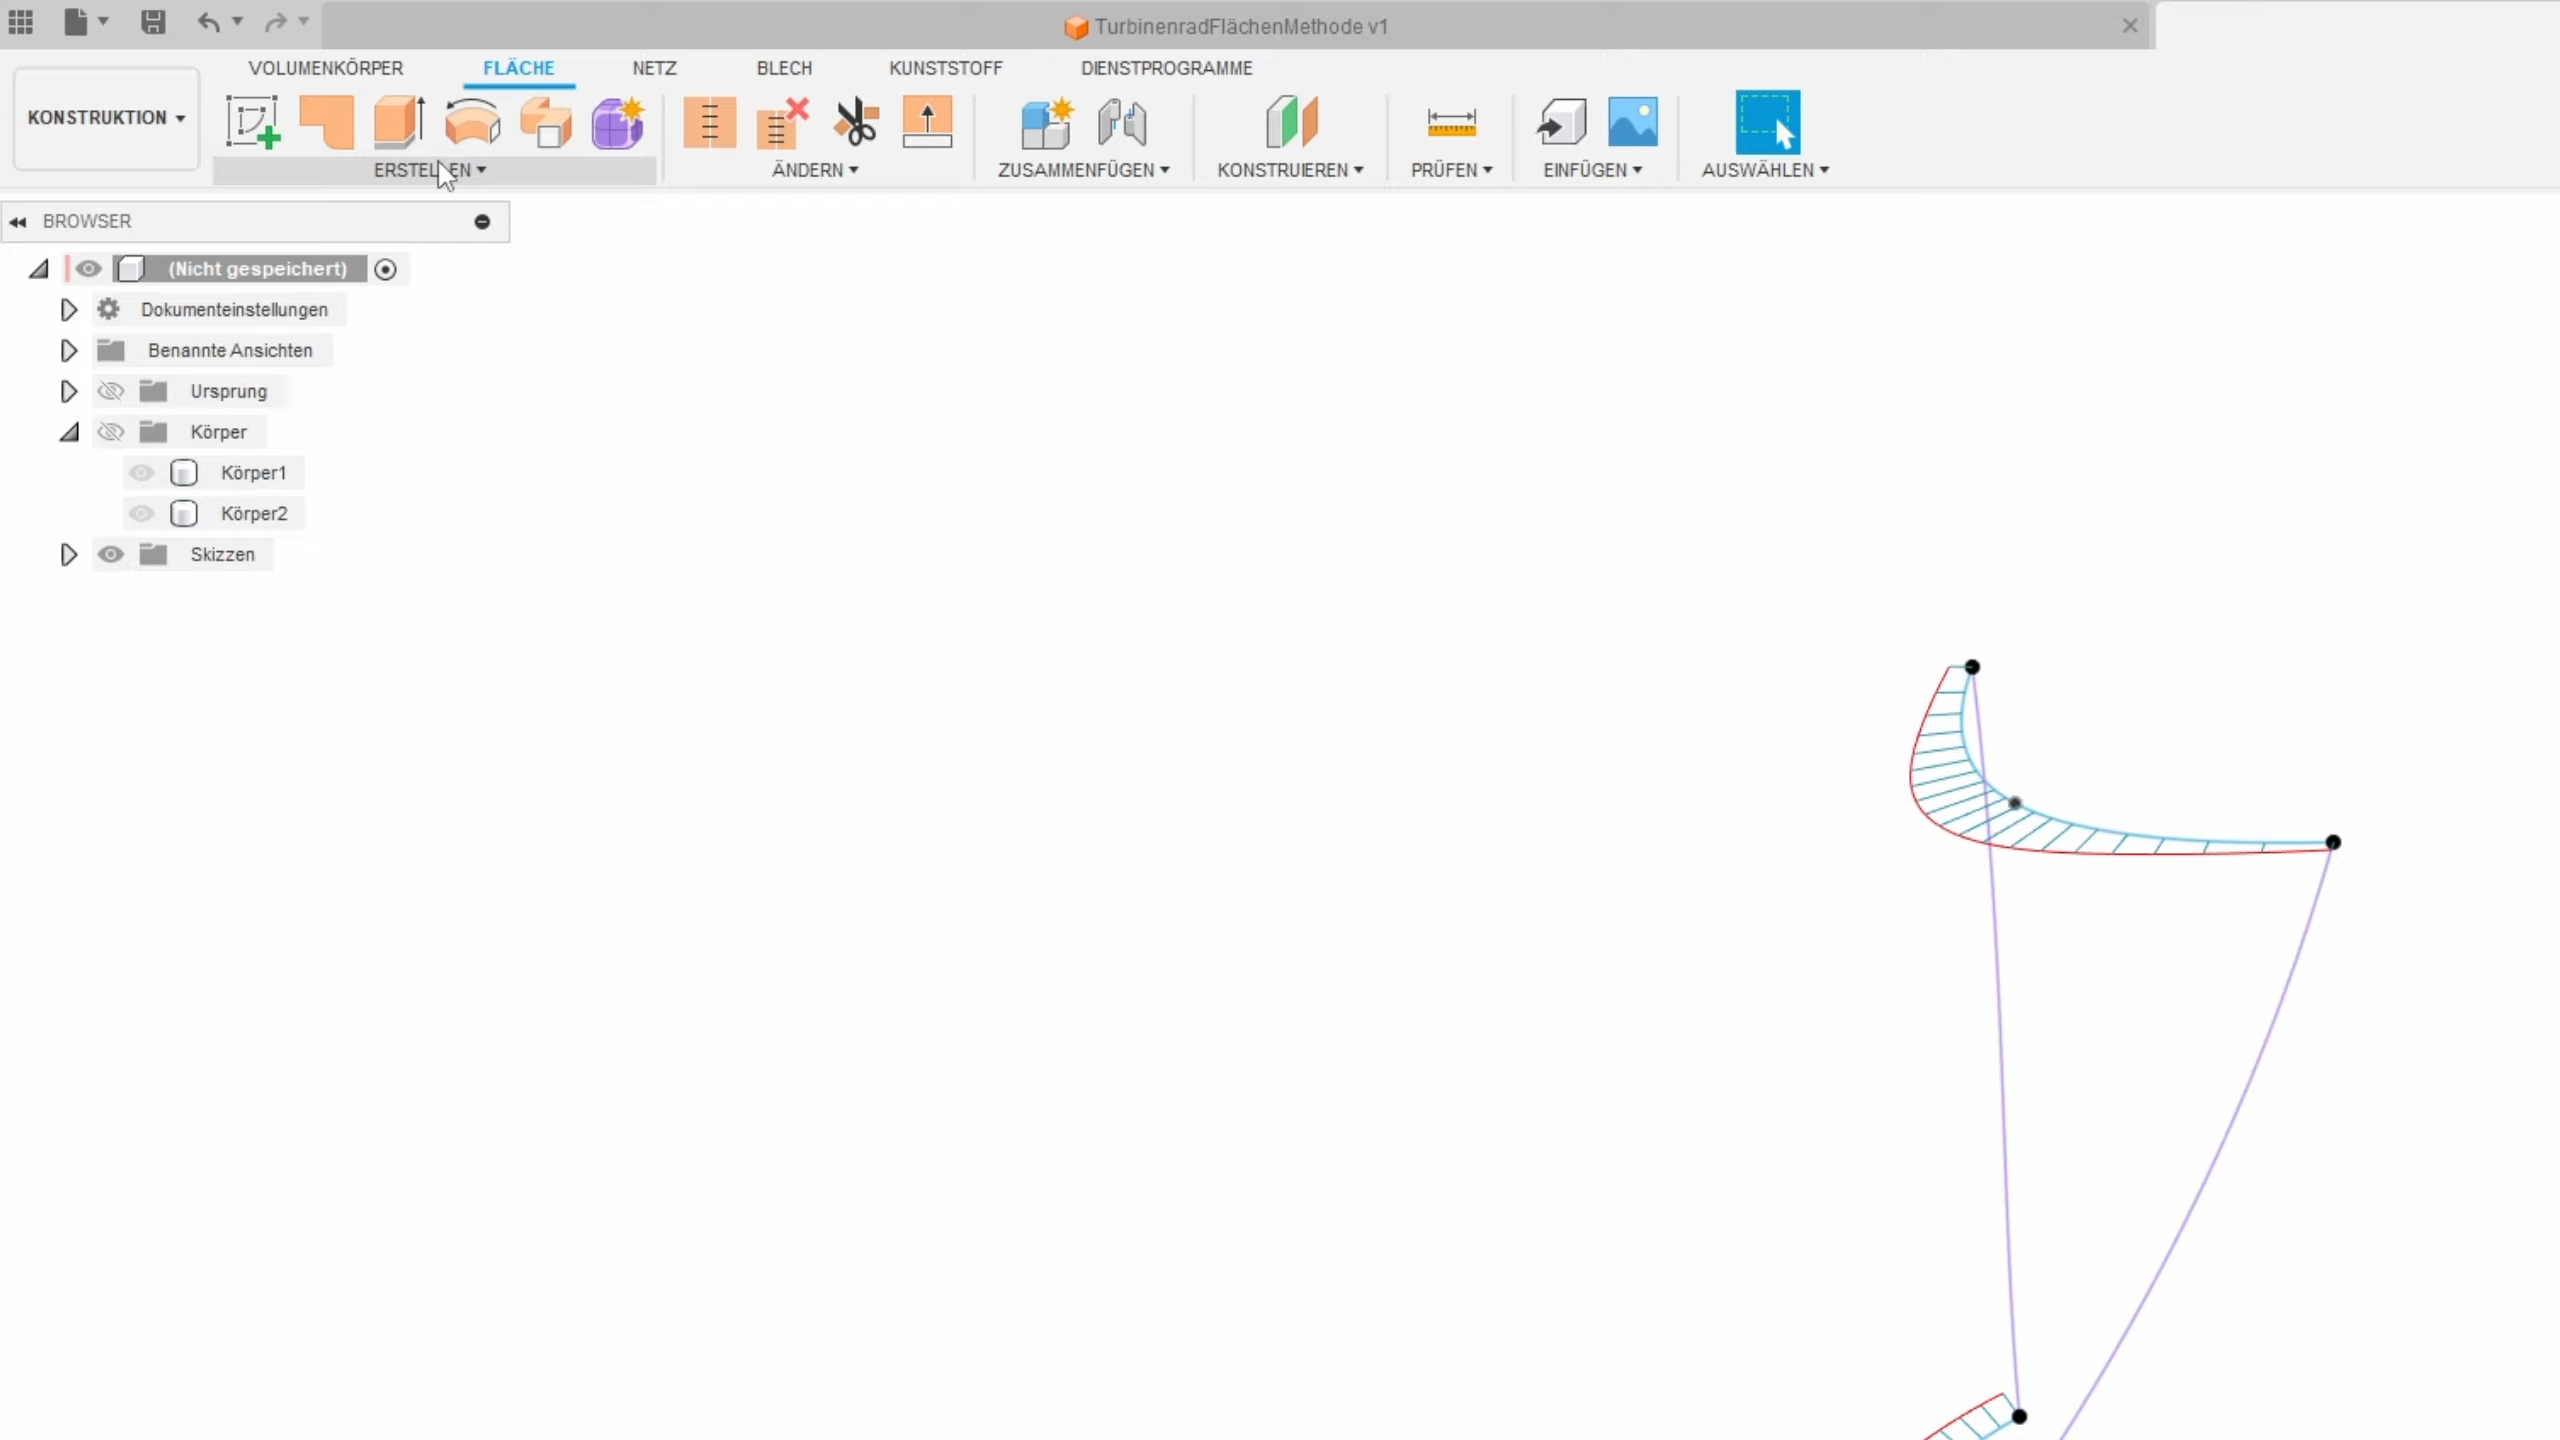 TurbinenradFlächenMethode v1
VOLUMENKÖRPER FLÄCHE NETZ BLECH KUNSTSTOFF DIENSTPROGRAMME
KONSTRUKTION
ERSTELLEN ÄNDERN ZUSAMMENFÜGEN KONSTRUIEREN PRÜFEN EINFÜGEN AUSWÄHLEN
BROWSER
(Nicht gespeichert)
Dokumenteinstellungen
Benannte Ansichten
Ursprung
Körper
Körper1
Körper2
Skizzen